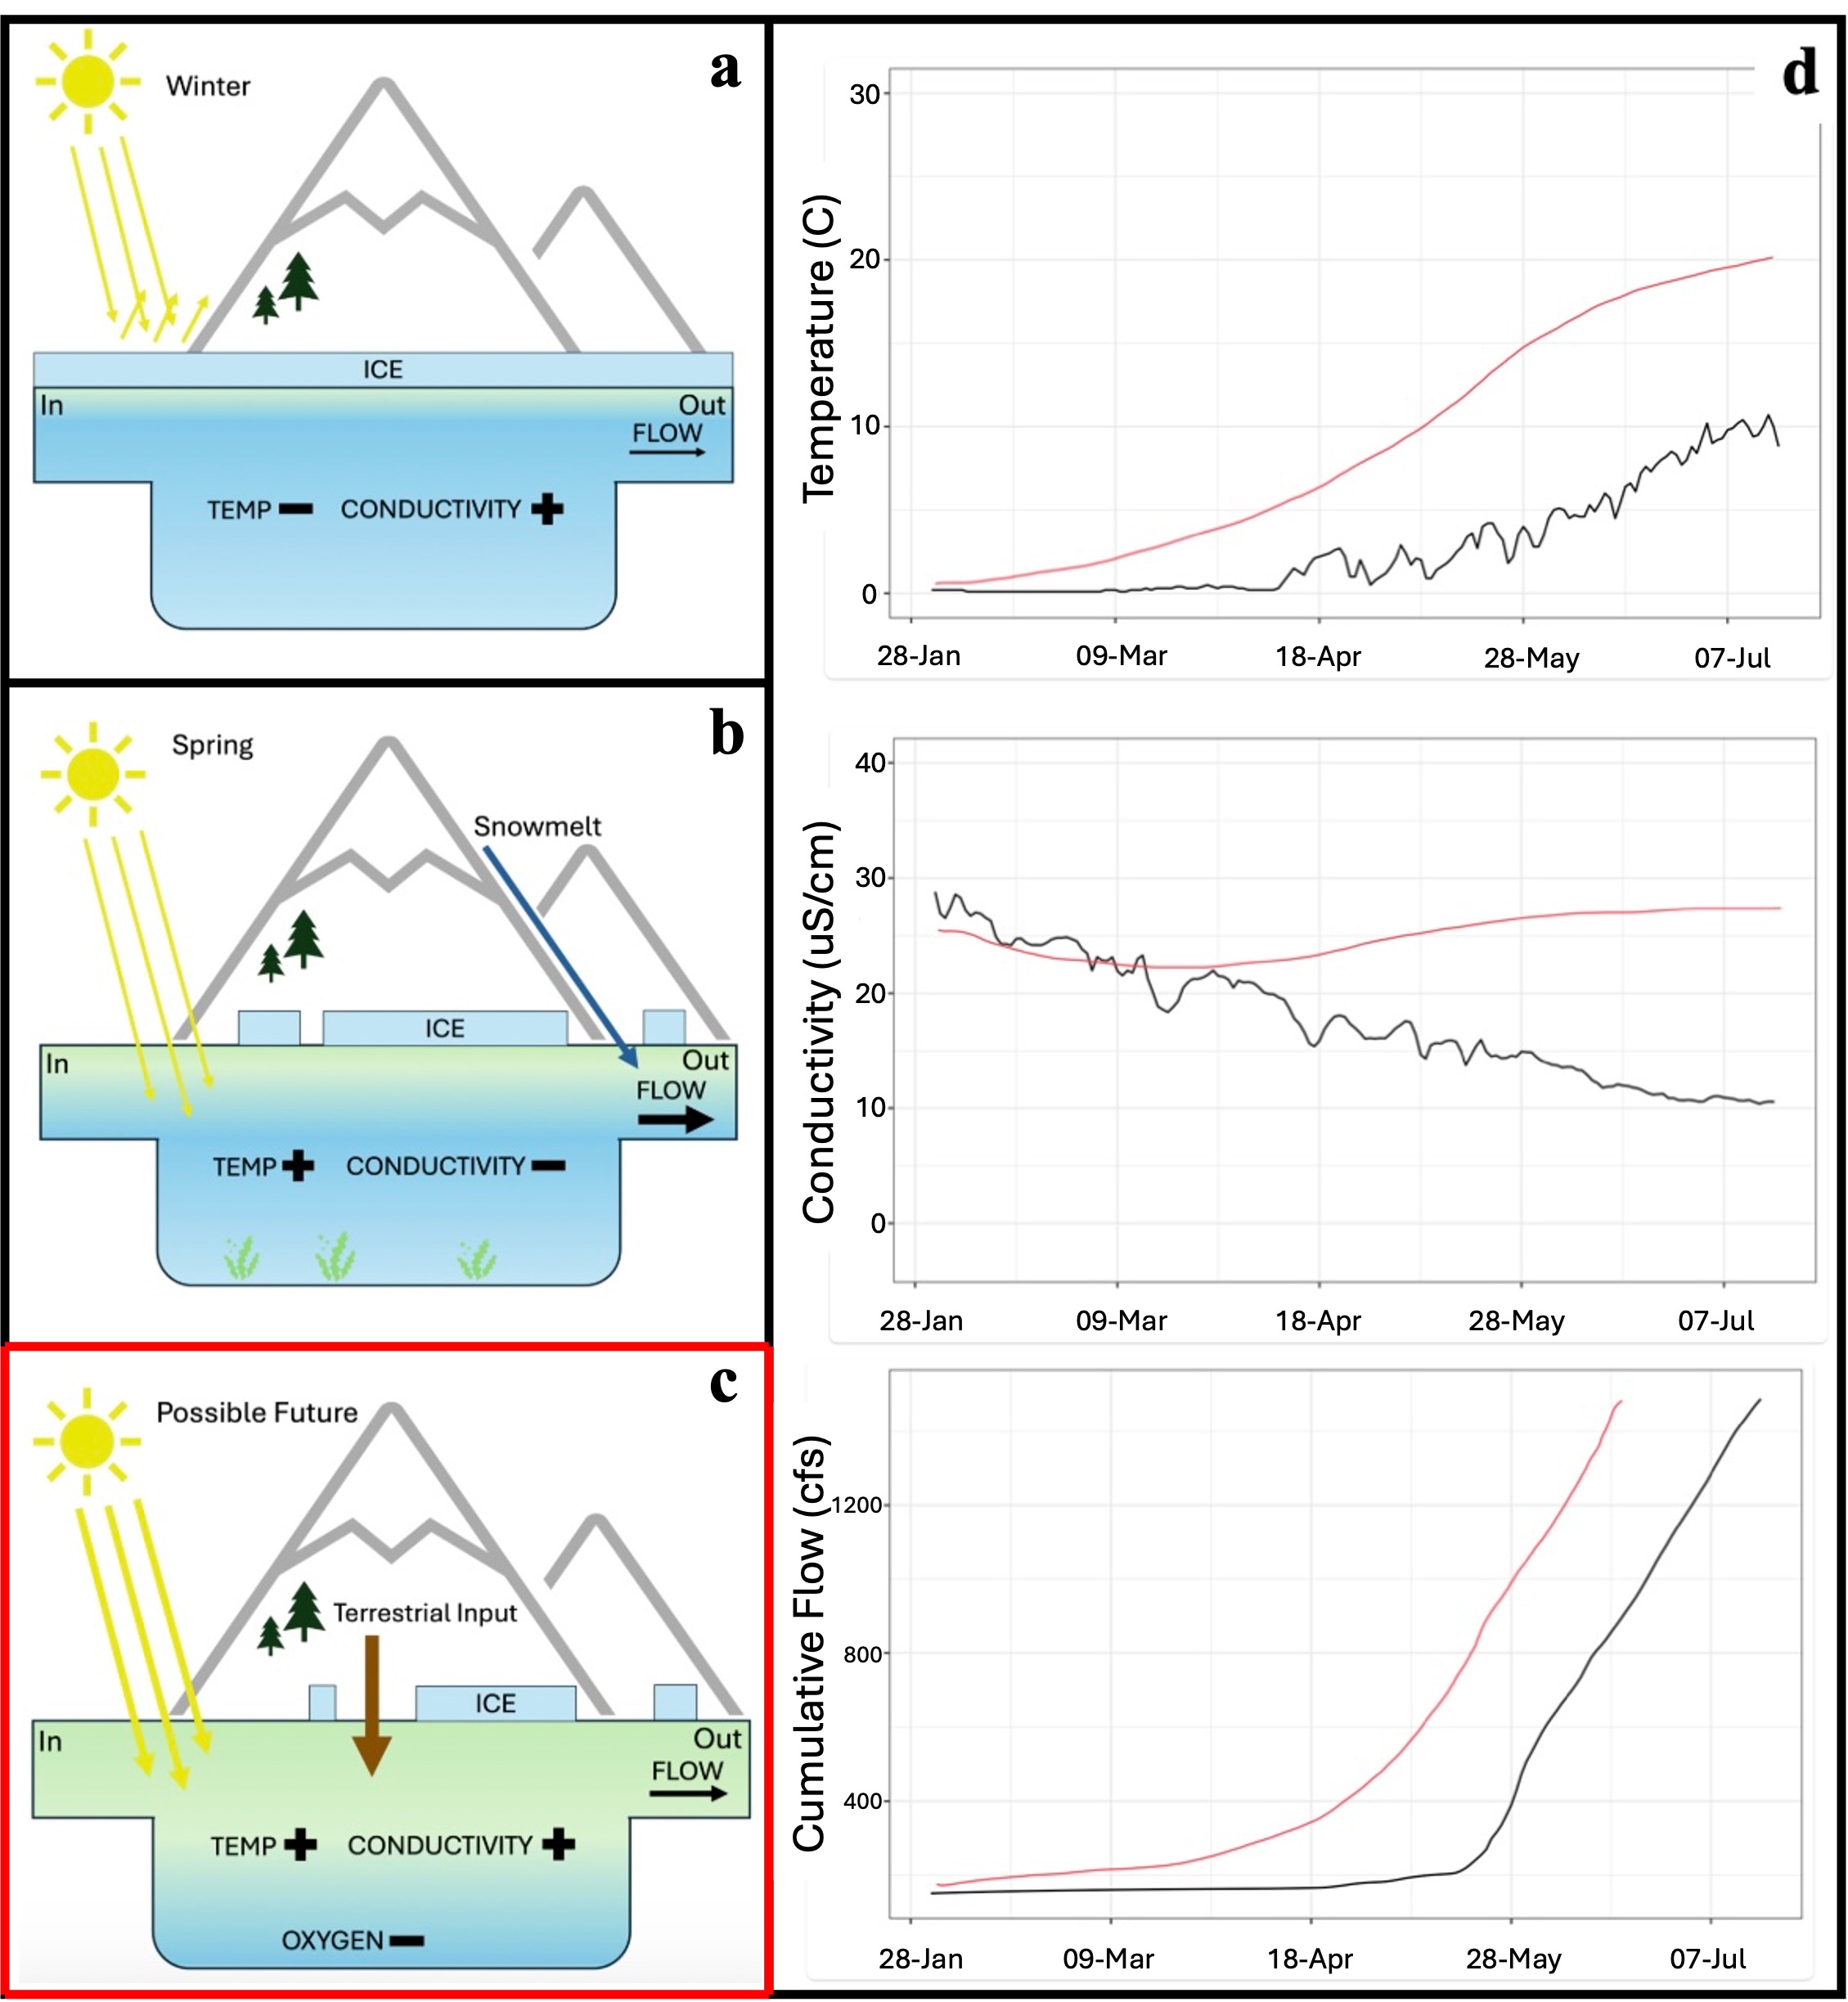 a
Winter
ICE
In
Out
FLOW
TEMP
CONDUCTIVITY
b
Spring
Snowmelt
ICE
In
Out
FLOW
TEMP
CONDUCTIVITY
c
Possible Future
Terrestrial Input
ICE
In
Out
FLOW
TEMP
CONDUCTIVITY
OXYGEN
d
Temperature (C)
30
20
10
0
28-Jan 09-Mar 18-Apr 28-May 07-Jul
Conductivity (uS/cm)
40
30
20
10
0
28-Jan 09-Mar 18-Apr 28-May 07-Jul
Cumulative Flow (cfs)
1200
800
400
28-Jan 09-Mar 18-Apr 28-May 07-Jul